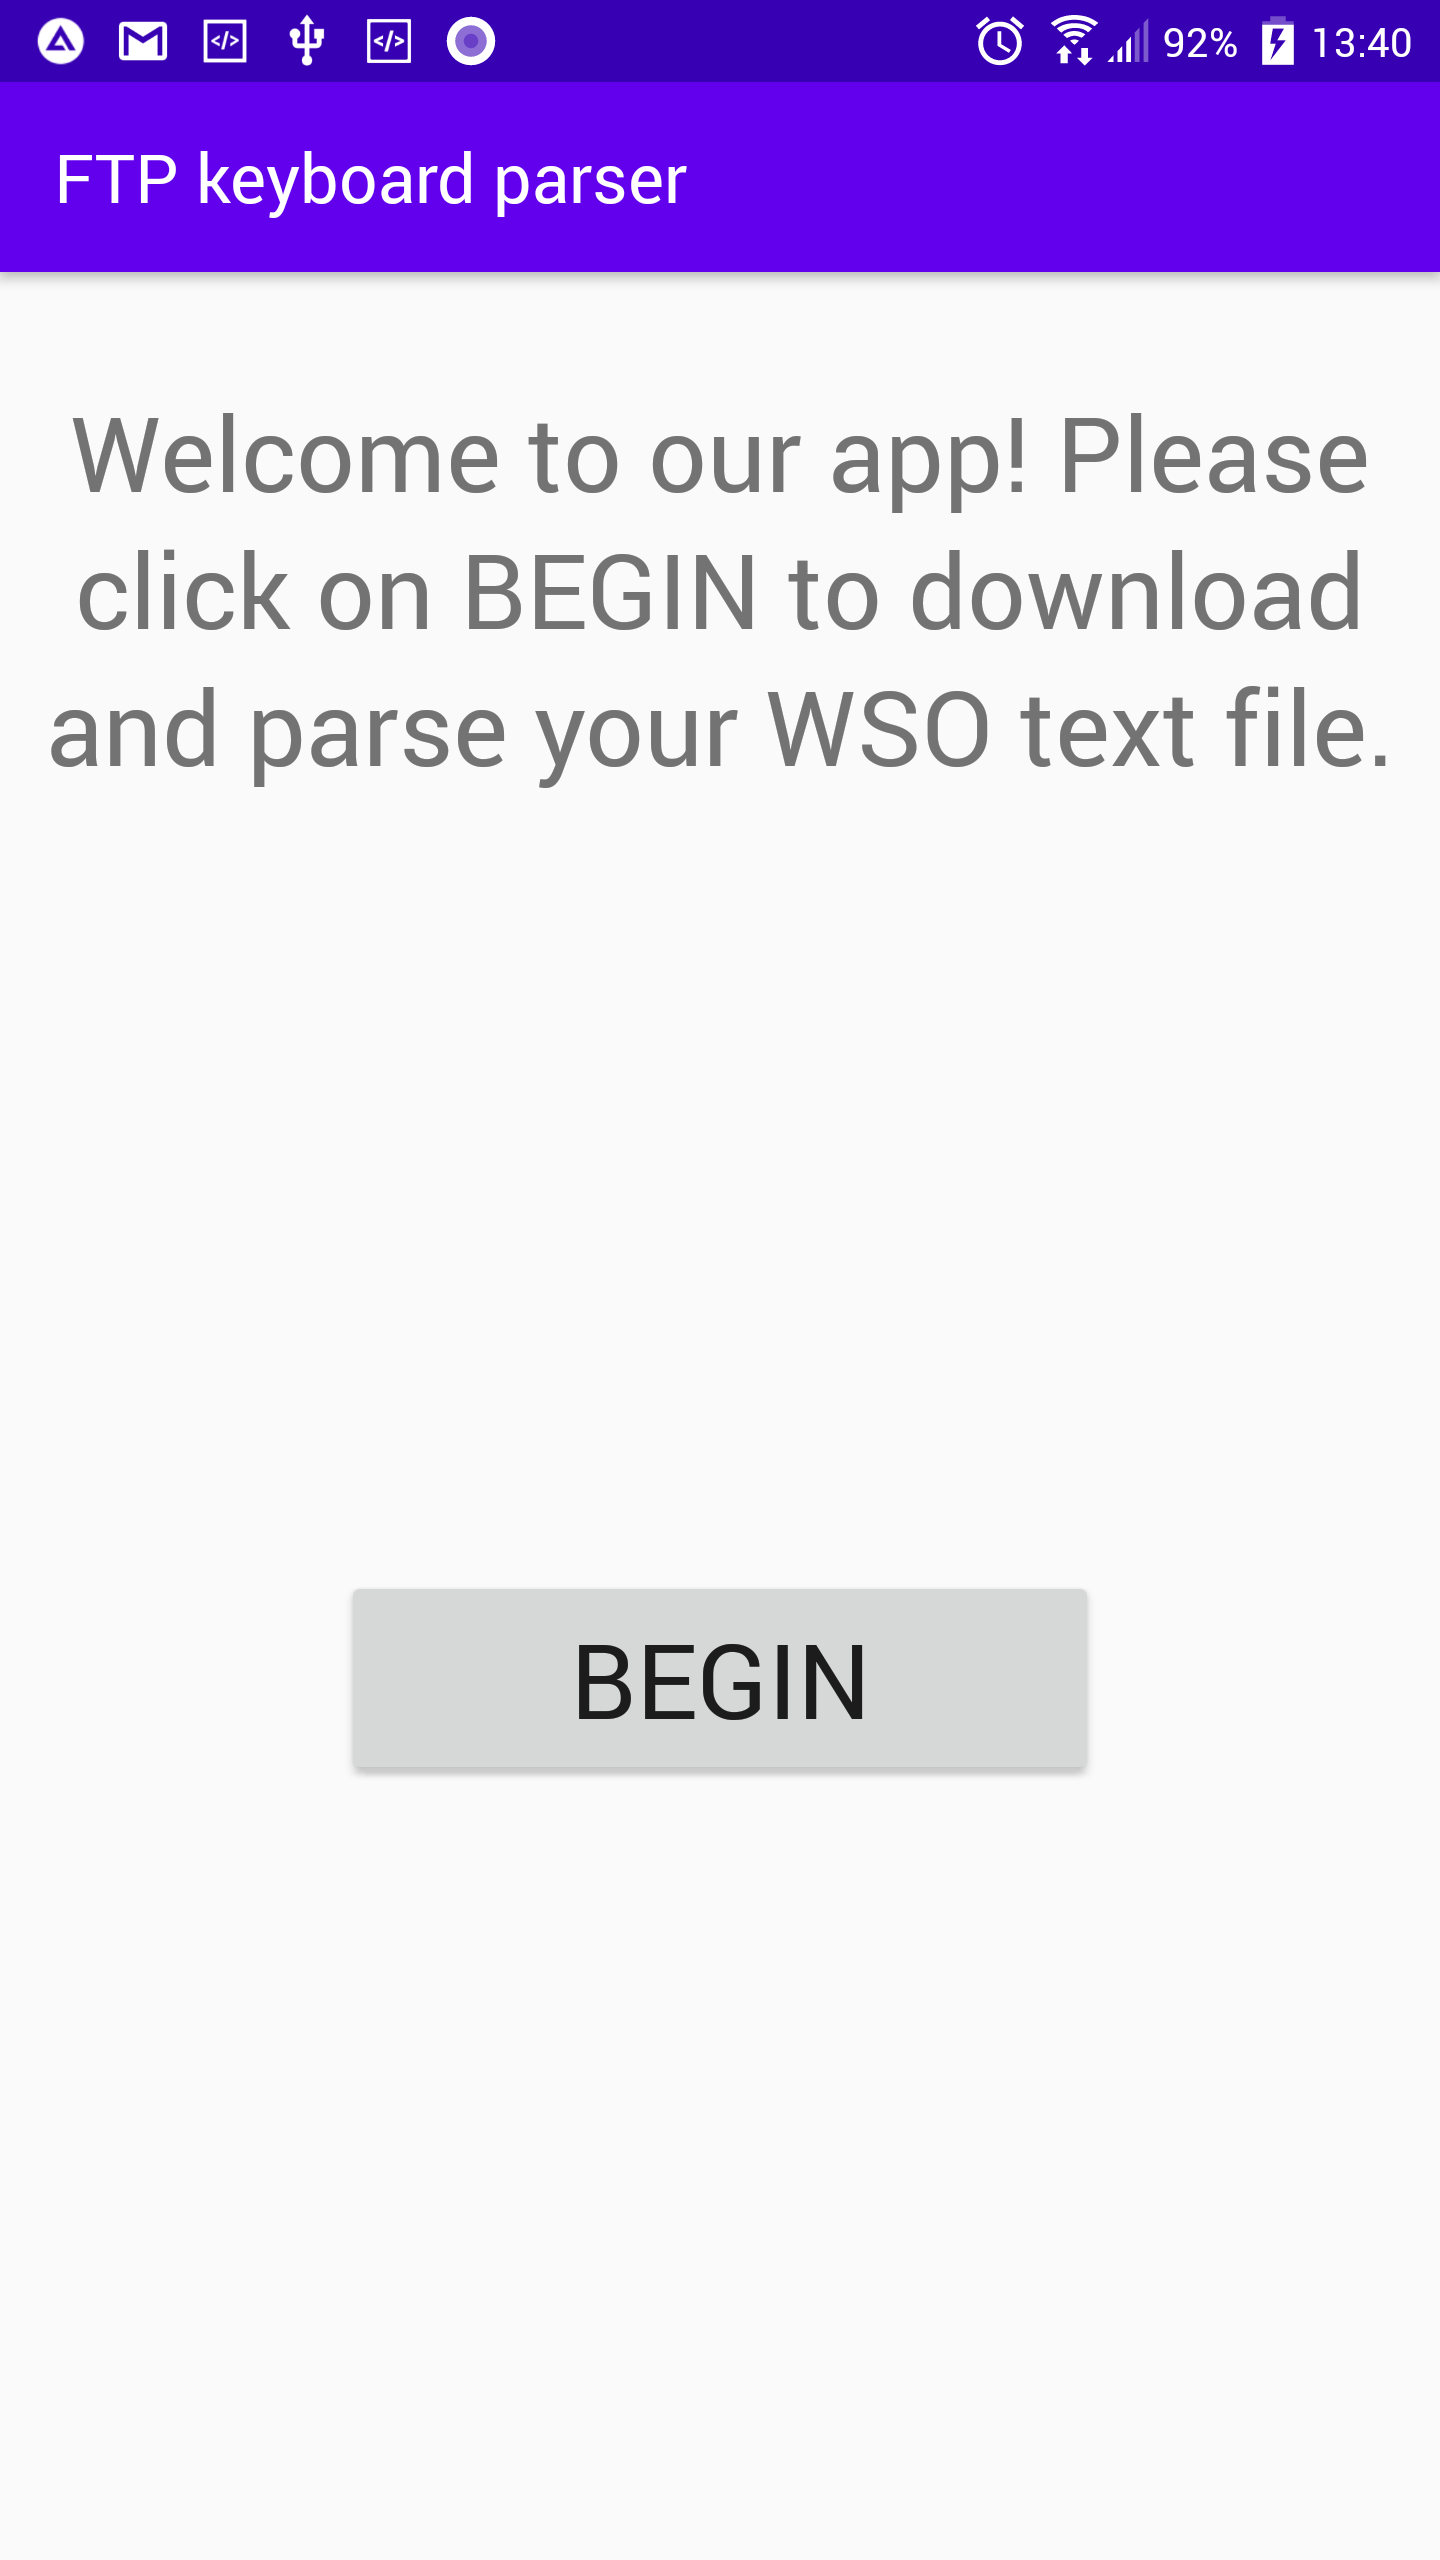 92% 13:40
FTP keyboard parser
Welcome to our app! Please
click on BEGIN to download
and parse your WSO text file.
BEGIN